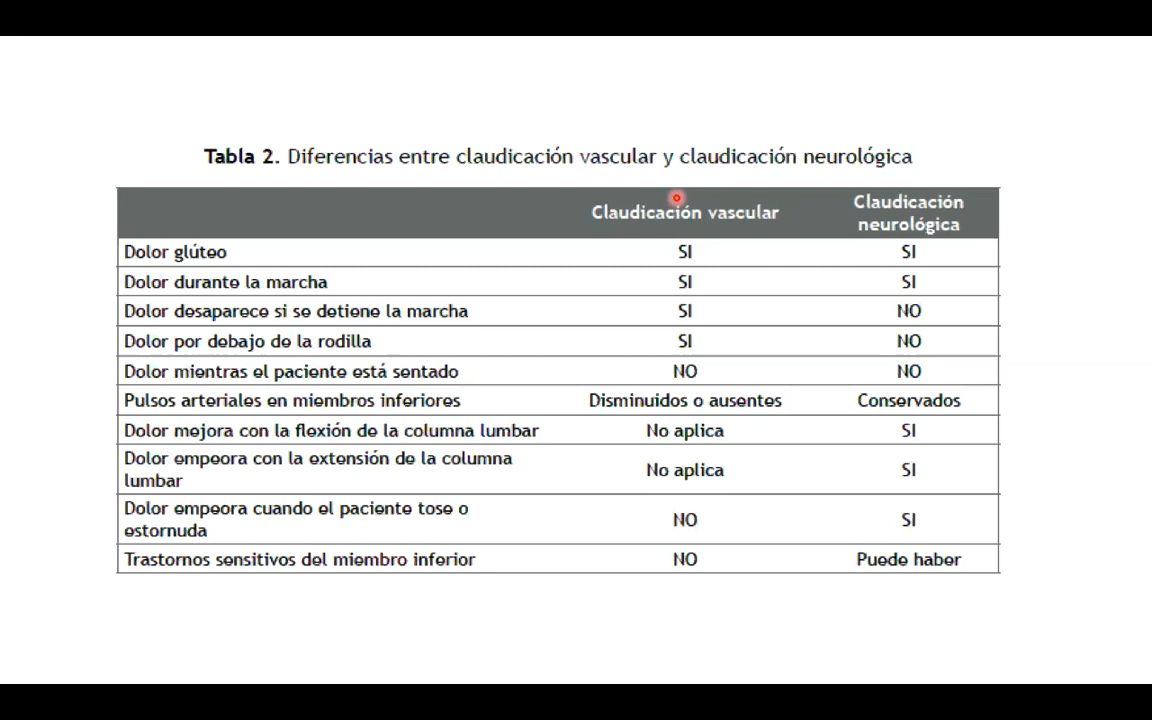 Tabla 2. Diferencias entre claudicación vascular y claudicación neurológica
Claudicación vascular
Claudicación
neurológica
Dolor glúteo SI SI
Dolor durante la marcha SI SI
Dolor desaparece si se detiene la marcha SI NO
Dolor por debajo de la rodilla SI NO
Dolor mientras el paciente está sentado NO NO
Pulsos arteriales en miembros inferiores Disminuidos o ausentes Conservados
Dolor mejora con la flexión de la columna lumbar No aplica SI
Dolor empeora con la extensión de la columna
lumbar No aplica SI
Dolor empeora cuando el paciente tose o
estornuda NO SI
Trastornos sensitivos del miembro inferior NO Puede haber